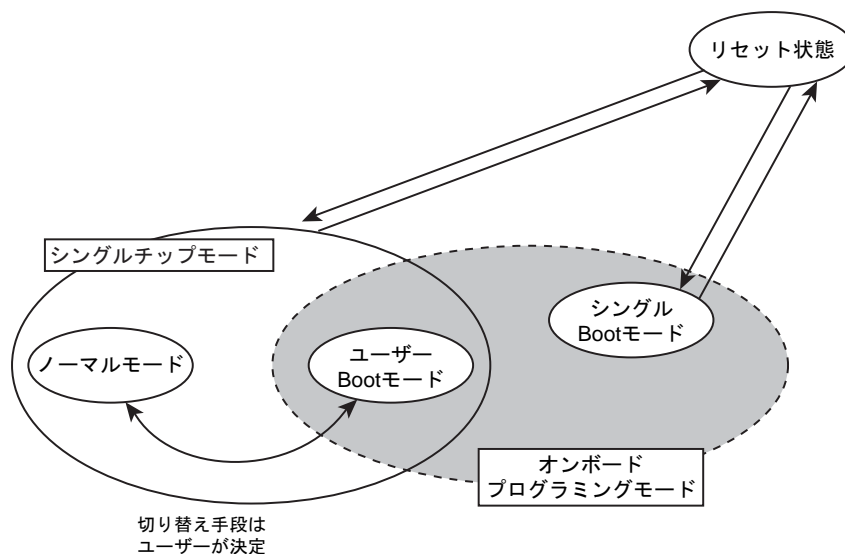 リセット状態
シングルチップモード
シングル
Bootモード
ノーマルモード
ユーザー
Bootモード
オンボード
プログラミングモード
切り替え手段は
ユーザーが決定